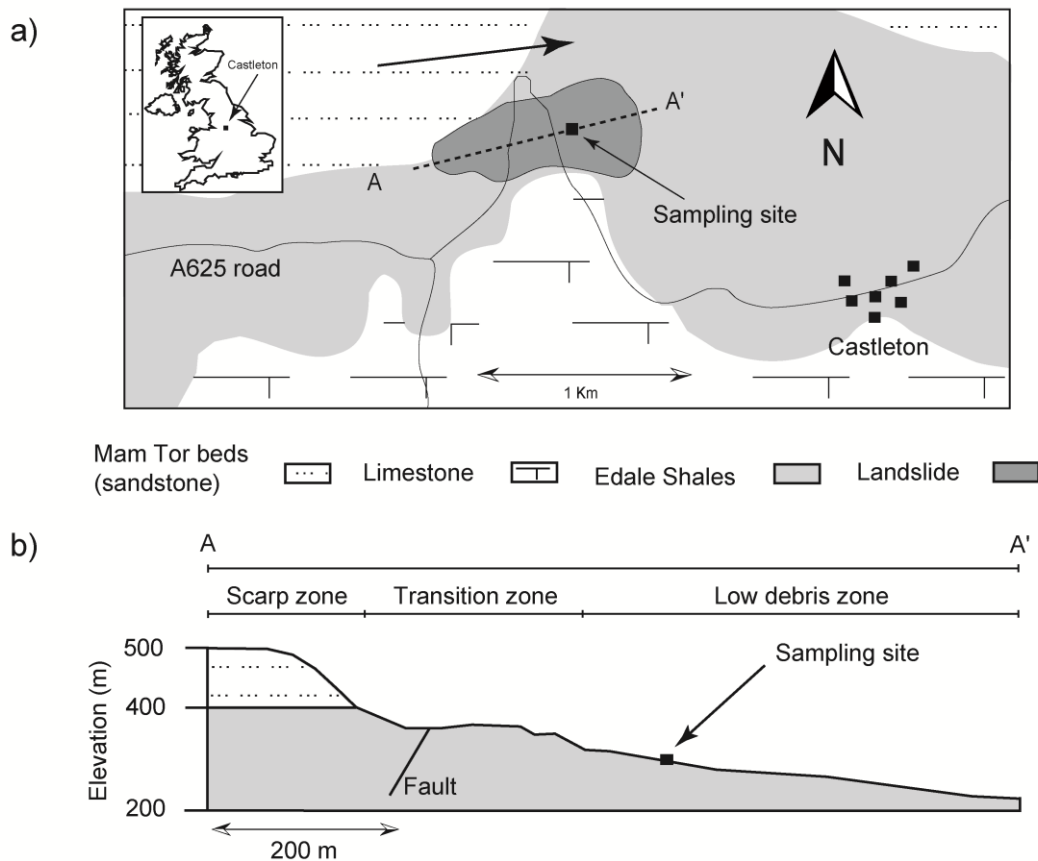 a)
Castleton
A'
A
N
Sampling site
A625 road
Castleton
1 Km
Mam Tor beds
(sandstone)
Limestone
Edale Shales
Landslide
b)
A
A'
Scarp zone
Transition zone
Low debris zone
Elevation (m)
500
400
200
Sampling site
Fault
200 m